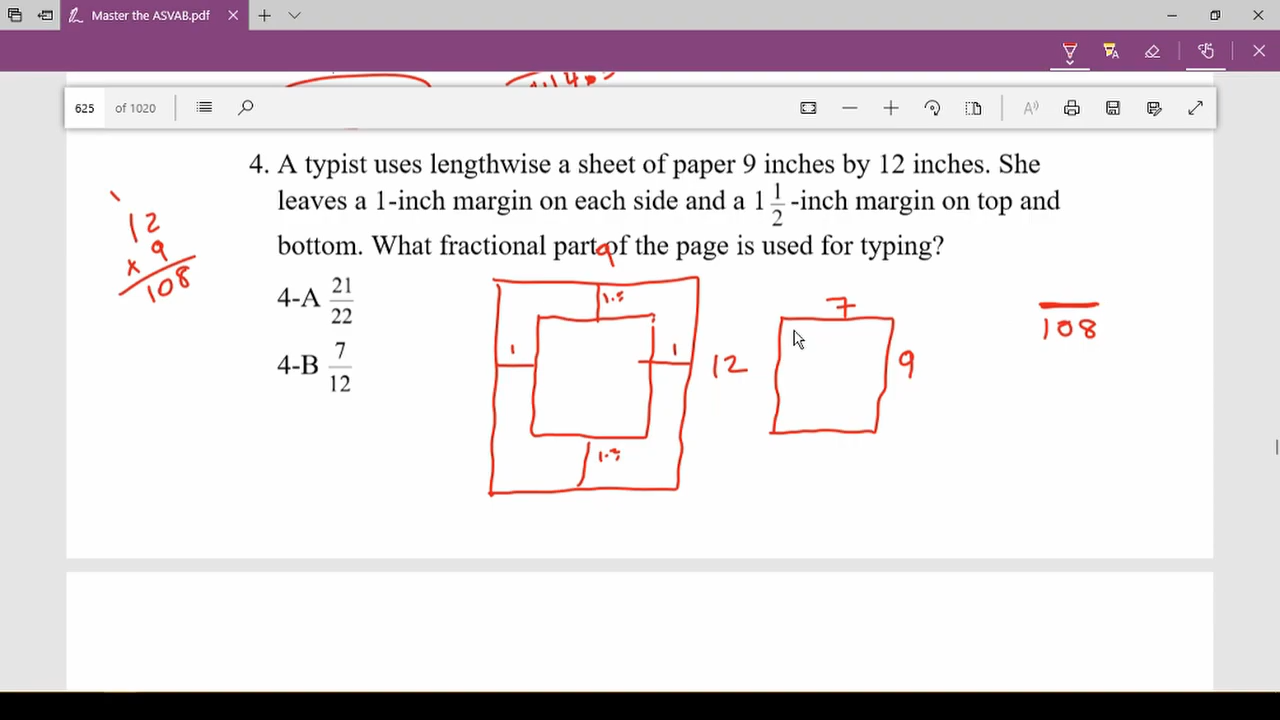 Master the ASVAB.pdf
625 of 1020
4. A typist uses lengthwise a sheet of paper 9 inches by 12 inches. She
leaves a 1-inch margin on each side and a 1 1/2 -inch margin on top and
bottom. What fractional part of the page is used for typing?
12
x 9
108
4-A 21/22
4-B 7/12
9
1.5
1
1
12
1.5
7
9
108